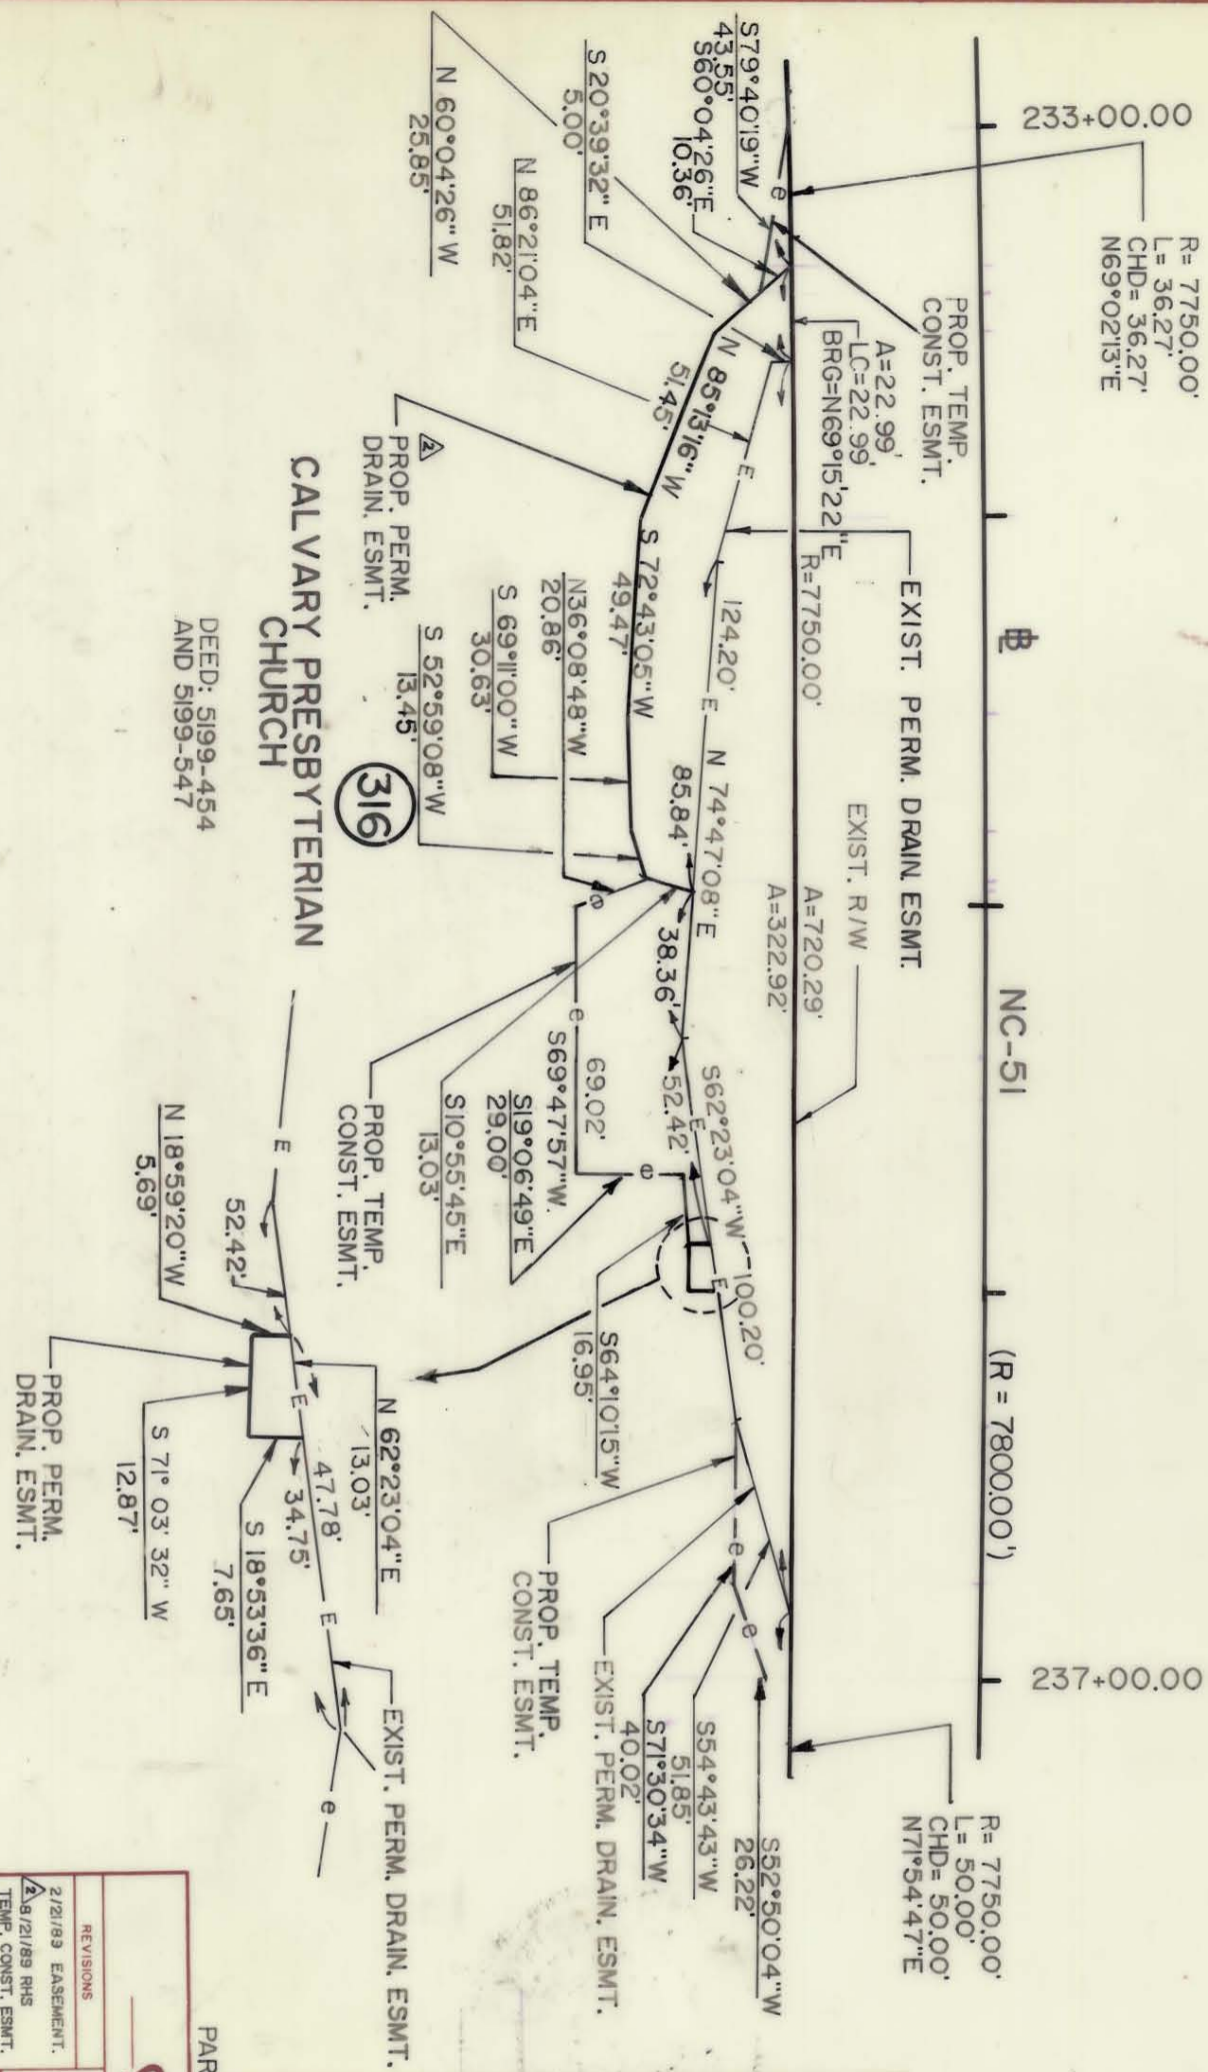 233+00.00
R= 7750.00'
L= 36.27'
CHD= 36.27'
N69°02'13"E
PROP. TEMP.
CONST. ESMT.
S79°40'19"W
43.55'
S60°04'26"E
10.36'
S 20°39'32" E
5.00'
N 60°04'26" W
25.85'
N 86°21'04"E
51.82'
A=22.99'
LC=22.99'
BRG=N69°15'22"E
R=7750.00'
EXIST. PERM. DRAIN. ESMT.
EXIST. R/W
A=720.29'
A=322.92'
NC-51
(R = 7800.00')
237+00.00
R= 7750.00'
L= 50.00'
CHD= 50.00'
N71°54'47"E
N 85°13'16" W
51.45'
E
124.20'
E
N 74°47'08"E
85.84'
38.36'
52.42'
E
S62°23'04"W
100.20'
E
2
PROP. PERM.
DRAIN. ESMT.
S 72°43'05"W
49.47'
N36°08'48"W
20.86'
S 69°11'00"W
30.63'
S 52°59'08"W
13.45'
316
CALVARY PRESBYTERIAN
CHURCH
DEED: 5199-454
AND 5199-547
e
e
e
e
69.02'
S69°47'57"W.
S19°06'49"E
29.00'
S10°55'45"E
13.03'
PROP. TEMP.
CONST. ESMT.
S64°10'15"W
16.95'
e
e
PROP. TEMP.
CONST. ESMT.
EXIST. PERM. DRAIN. ESMT.
S52°50'04"W
26.22'
S54°43'43"W
51.85'
S71°30'34"W
40.02'
E
N 18°59'20"W
5.69'
52.42'
N 62°23'04"E
13.03'
E
47.78'
34.75'
E
e
S 18°53'36" E
7.65'
S 71° 03' 32" W
12.87'
PROP. PERM.
DRAIN. ESMT.
EXIST. PERM. DRAIN. ESMT.
PAR
REVISIONS
2/21/89 EASEMENT.
2 8/21/89 RHS
TEMP. CONST. ESMT.